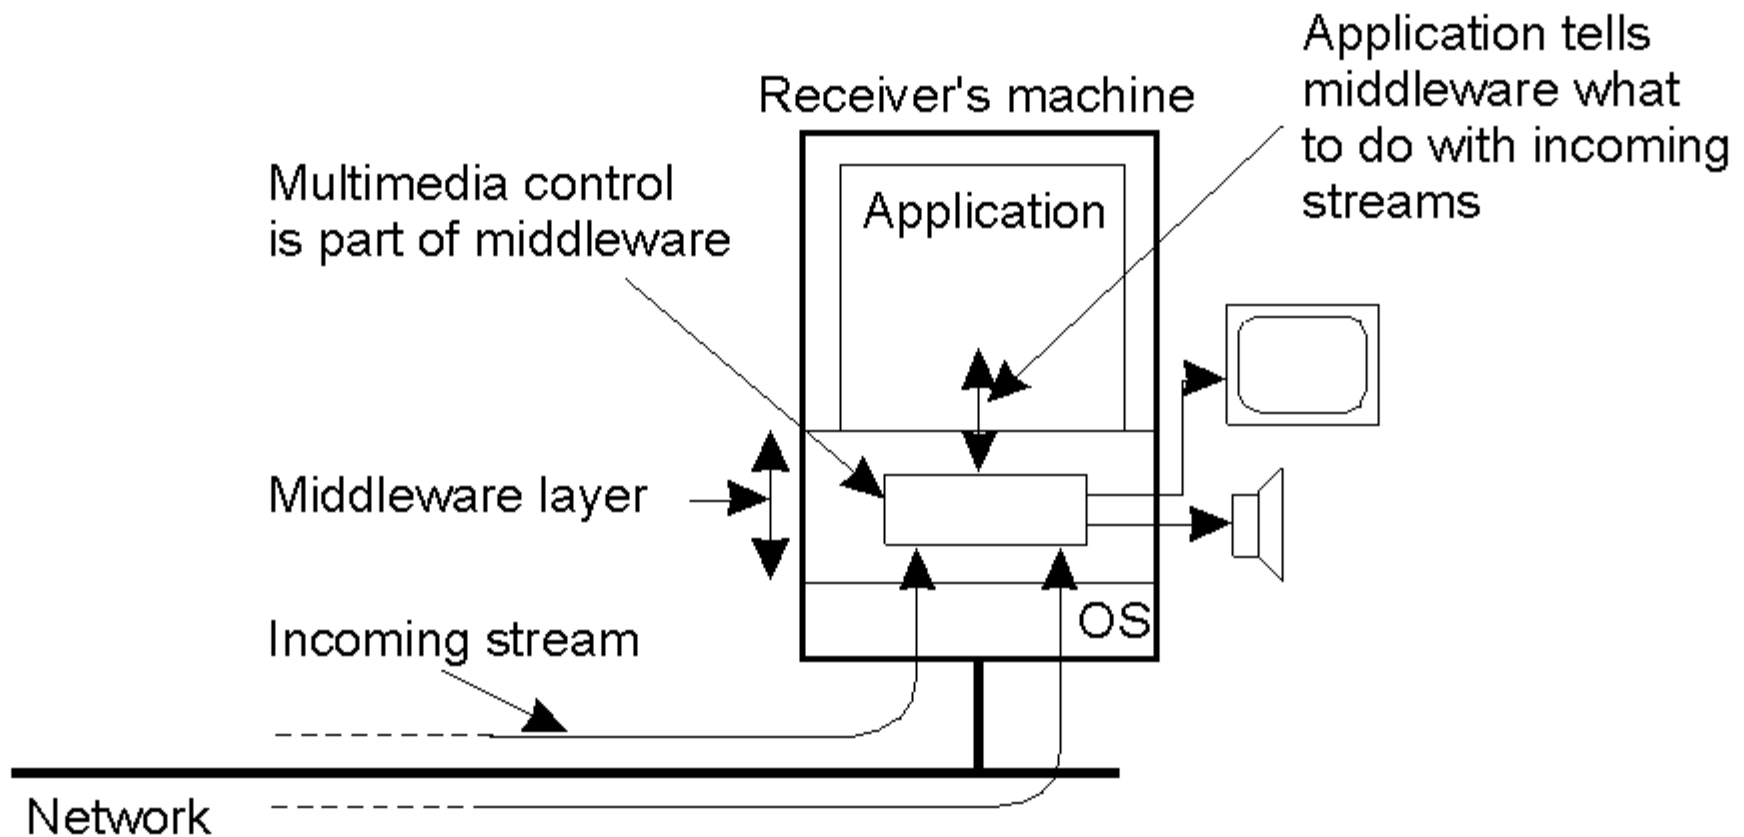 Application tells
middleware what
to do with incoming
streams
Receiver's machine
Multimedia control
is part of middleware
Application
Middleware layer
OS
Incoming stream
Network